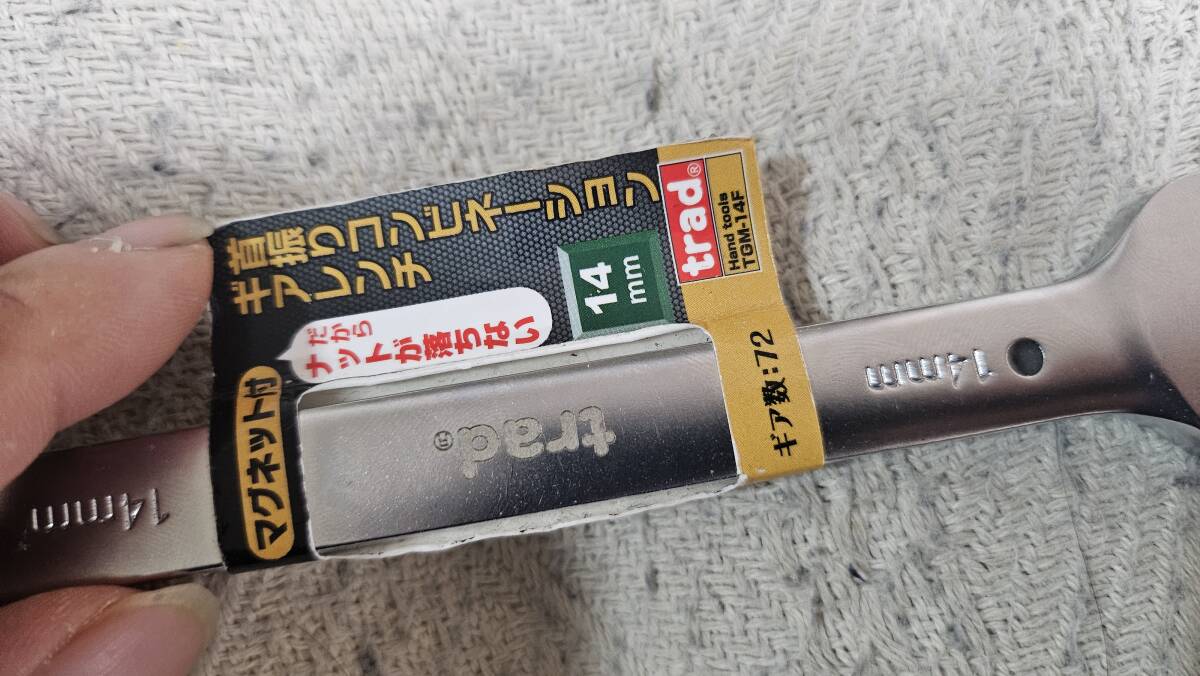 首振りコンビネーション
ギアレンチ
だから
ナットが落ちない
14
mm
trad®
Hand tools
TGM-14F
マグネット付
ギア数:72
trad®
14mm
14mm